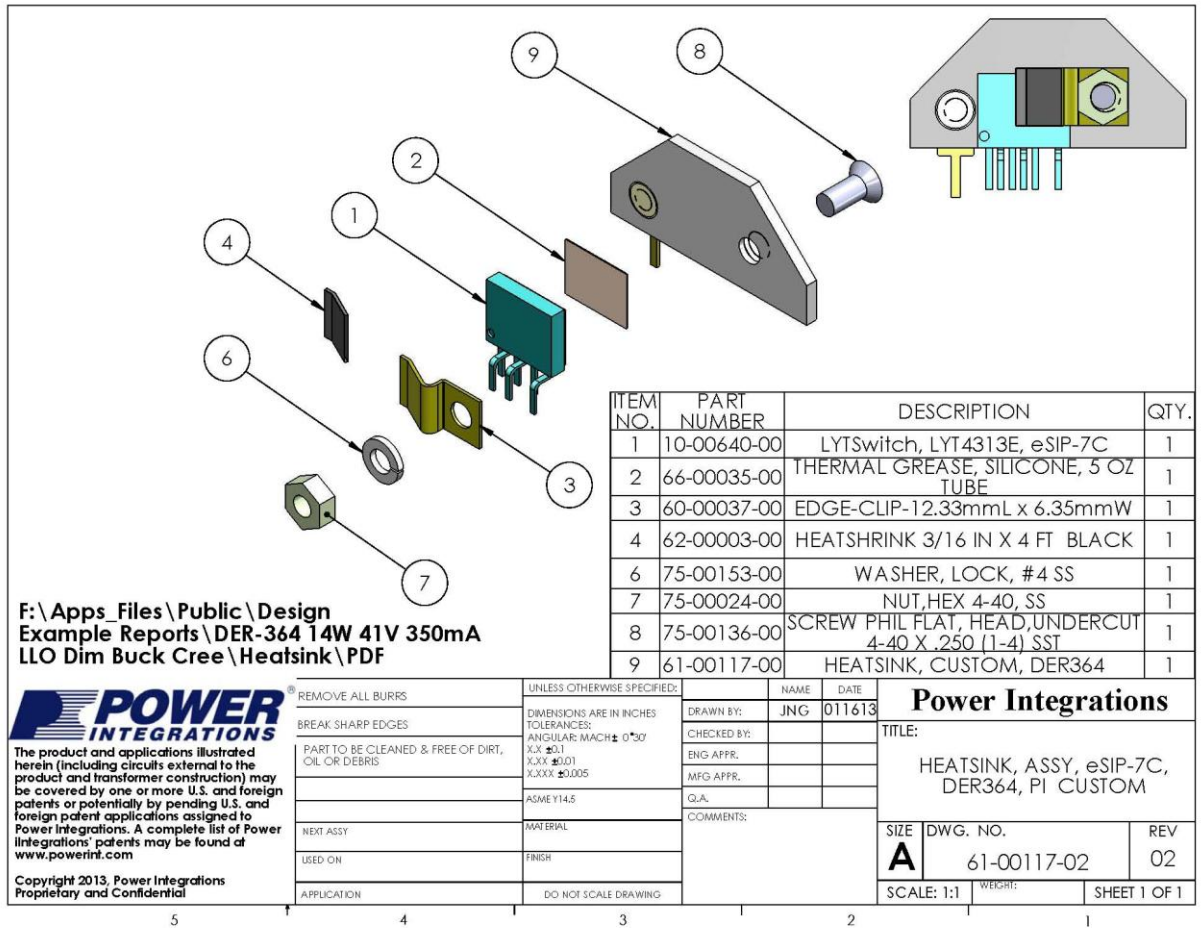 9
8
2
1
4
6
3
7
ITEM NO. PART NUMBER DESCRIPTION QTY.
1 10-00640-00 LYTSwitch, LYT4313E, eSIP-7C 1
2 66-00035-00 THERMAL GREASE, SILICONE, 5 OZ TUBE 1
3 60-00037-00 EDGE-CLIP-12.33mmL x 6.35mmW 1
4 62-00003-00 HEATSHRINK 3/16 IN X 4 FT BLACK 1
6 75-00153-00 WASHER, LOCK, #4 SS 1
7 75-00024-00 NUT,HEX 4-40, SS 1
8 75-00136-00 SCREW PHIL FLAT, HEAD,UNDERCUT 4-40 X .250 (1-4) SST 1
9 61-00117-00 HEATSINK, CUSTOM, DER364 1
F:\Apps_Files\Public\Design
Example Reports\DER-364 14W 41V 350mA
LLO Dim Buck Cree\Heatsink\PDF
POWER
INTEGRATIONS
®
The product and applications illustrated
herein (including circuits external to the
product and transformer construction) may
be covered by one or more U.S. and foreign
patents or potentially by pending U.S. and
foreign patent applications assigned to
Power Integrations. A complete list of Power
IIntegrations' patents may be found at
www.powerint.com
Copyright 2013, Power Integrations
Proprietary and Confidential
REMOVE ALL BURRS
BREAK SHARP EDGES
PART TO BE CLEANED & FREE OF DIRT,
OIL OR DEBRIS
NEXT ASSY
USED ON
APPLICATION
UNLESS OTHERWISE SPECIFIED:
DIMENSIONS ARE IN INCHES
TOLERANCES:
ANGULAR: MACH± 0°30'
X.X ±0.1
X.XX ±0.01
X.XXX ±0.005
ASME Y14.5
MATERIAL
FINISH
DO NOT SCALE DRAWING
NAME DATE
DRAWN BY: JNG 011613
CHECKED BY:
ENG APPR.
MFG APPR.
Q.A.
COMMENTS:
Power Integrations
TITLE:
HEATSINK, ASSY, eSIP-7C,
DER364, PI CUSTOM
SIZE DWG. NO. REV
A 61-00117-02 02
SCALE: 1:1 WEIGHT: SHEET 1 OF 1
5 4 3 2 1